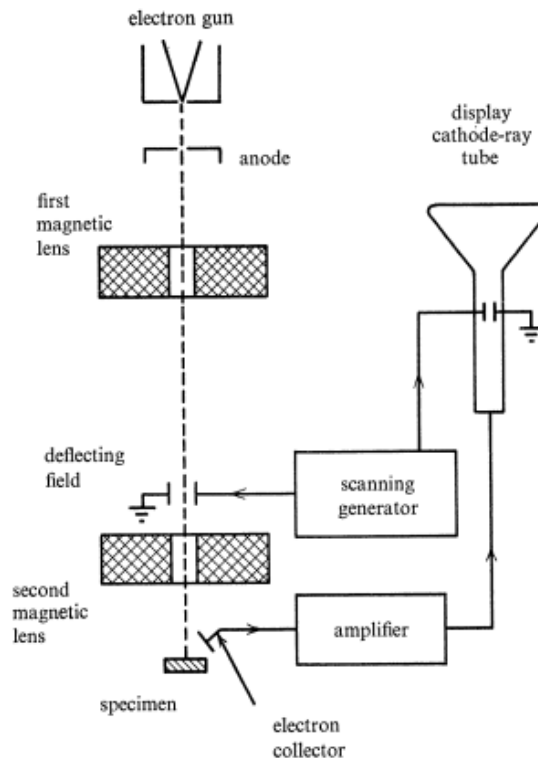 electron gun
display
cathode-ray
tube
anode
first
magnetic
lens
deflecting
field
scanning
generator
second
magnetic
lens
amplifier
specimen
electron
collector